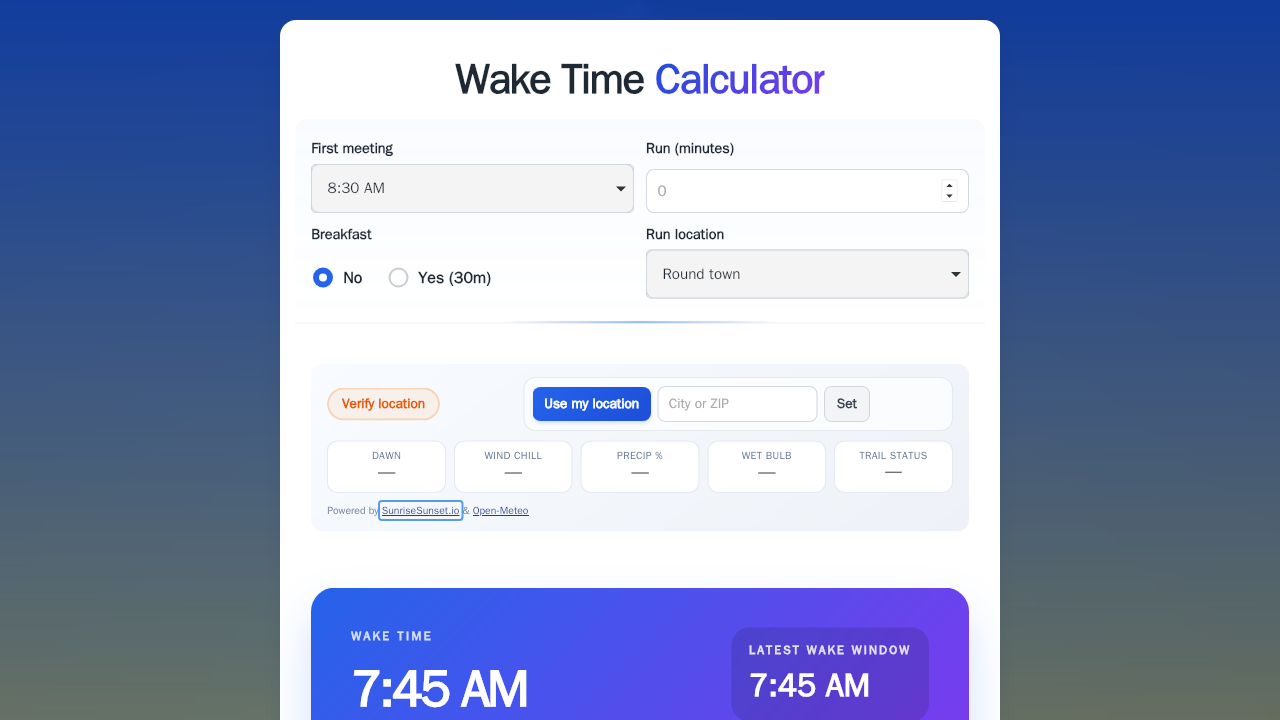 Wake Time Calculator
First meeting
8:30 AM
Run (minutes)
0
Breakfast
No
Yes (30m)
Run location
Round town
Verify location
Use my location
City or ZIP
Set
DAWN
—
WIND CHILL
—
PRECIP %
—
WET BULB
—
TRAIL STATUS
—
Powered by SunriseSunset.io & Open-Meteo
WAKE TIME
7:45 AM
LATEST WAKE WINDOW
7:45 AM